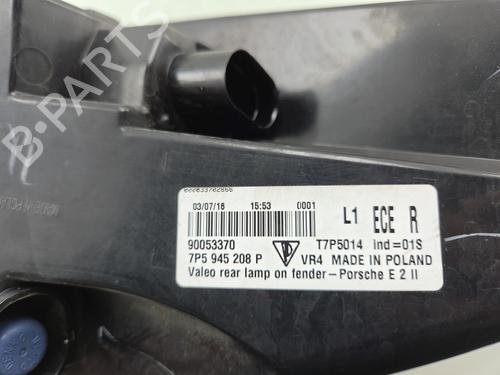 B-PARTS
000033702866
03/07/16 15:53 0001
L1 ECE R
90053370 T7P5014 ind=01S
7P5 945 208 P VR4 MADE IN POLAND
Valeo rear lamp on fender-Porsche E 2 II